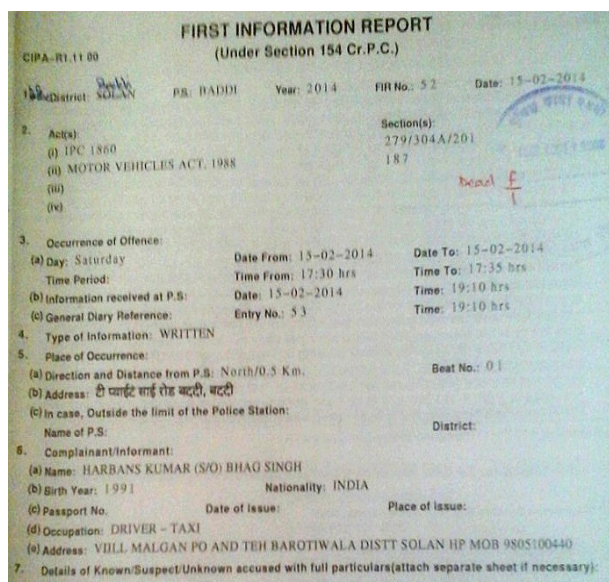 FIRST INFORMATION REPORT
(Under Section 154 Cr.P.C.)
CIPA-R1.11 00
District: SOLAN P.S.: BADDI Year: 2014 FIR No.: 52 Date: 15-02-2014
2. Act(s): Section(s):
(i) IPC 1860 279/304A/201
(ii) MOTOR VEHICLES ACT, 1988 187
(iii)
(iv)
Dead F
1
3. Occurrence of Offence:
(a) Day: Saturday Date From: 15-02-2014 Date To: 15-02-2014
Time Period: Time From: 17:30 hrs Time To: 17:35 hrs
(b) Information received at P.S: Date: 15-02-2014 Time: 19:10 hrs
(c) General Diary Reference: Entry No.: 53 Time: 19:10 hrs
4. Type of Information: WRITTEN
5. Place of Occurrence:
(a) Direction and Distance from P.S: North/0.5 Km. Beat No.: 01
(b) Address: टी प्वाईंट साई रोड बद्दी, बद्दी
(c) In case, Outside the limit of the Police Station:
Name of P.S: District:
6. Complainant/Informant:
(a) Name: HARBANS KUMAR (S/O) BHAG SINGH
(b) Birth Year: 1991 Nationality: INDIA
(c) Passport No. Date of Issue: Place of Issue:
(d) Occupation: DRIVER – TAXI
(e) Address: VIILL MALGAN PO AND TEH BAROTIWALA DISTT SOLAN HP MOB 9805100440
7. Details of Known/Suspect/Unknown accused with full particulars(attach separate sheet if necessary):